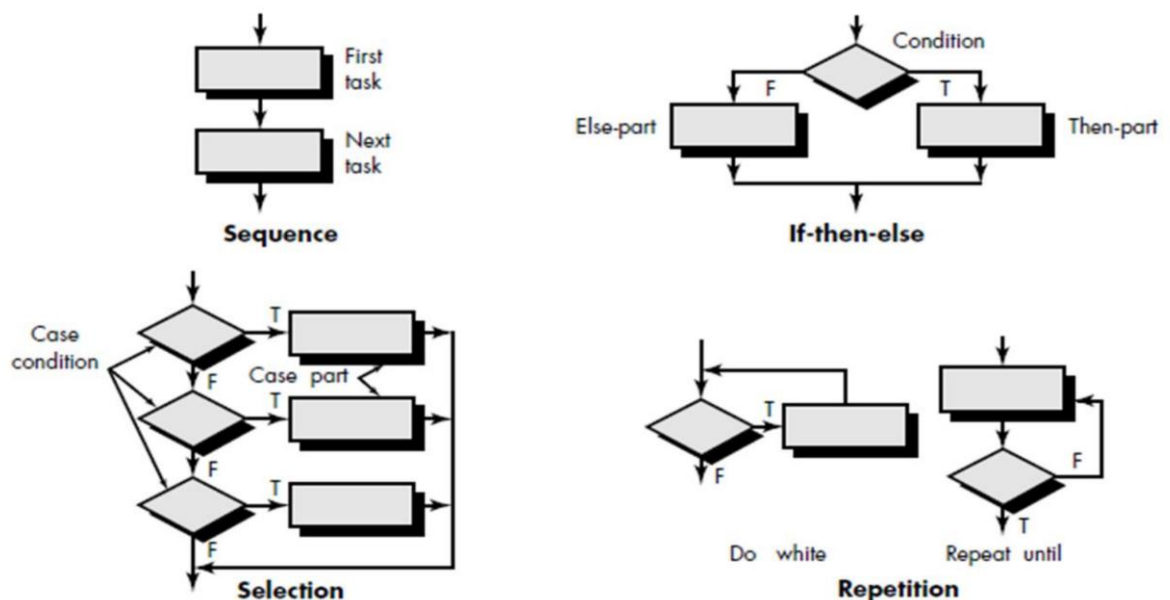 First
task
Next
task
Sequence
Condition
F
T
Else-part
Then-part
If-then-else
Case
condition
T
F
Case part
T
F
T
F
Selection
T
F
F
T
Do white
Repeat until
Repetition